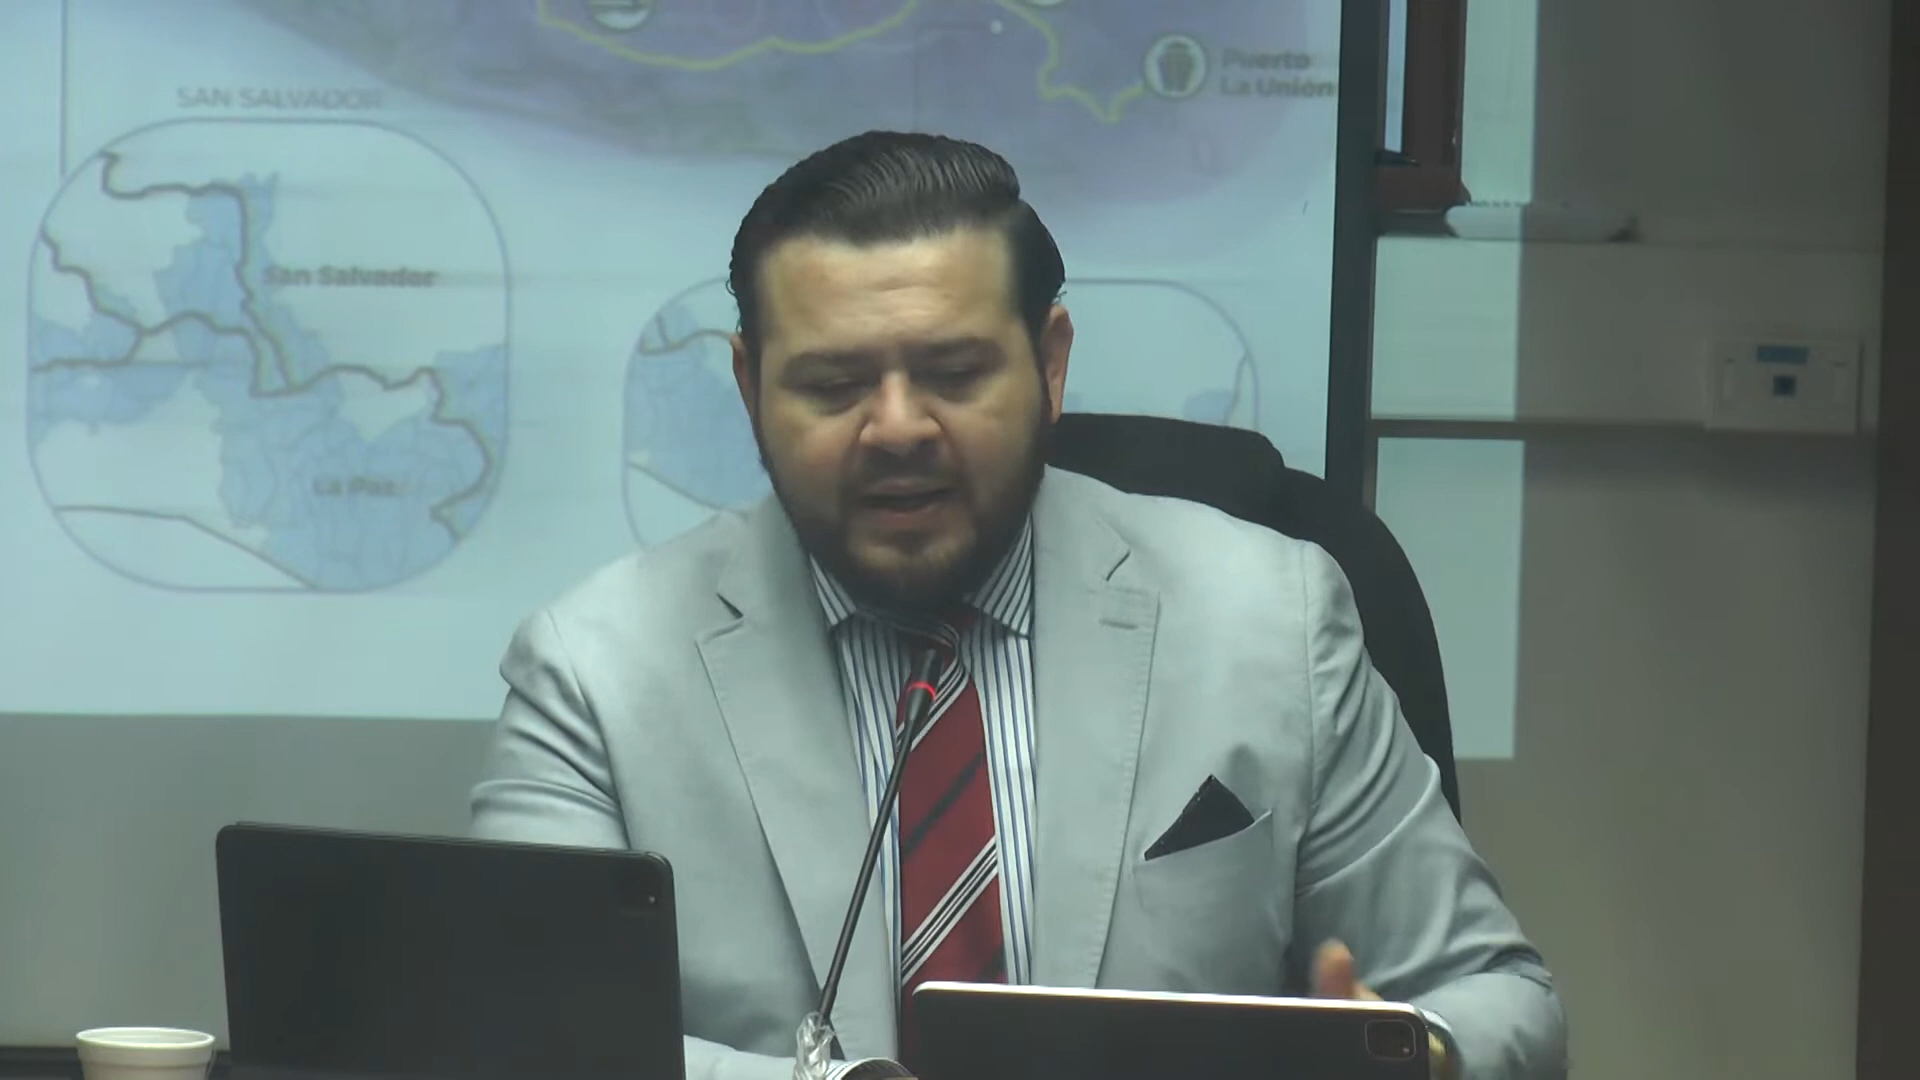 Puerto
La Unión
SAN SALVADOR
San Salvador
La Paz